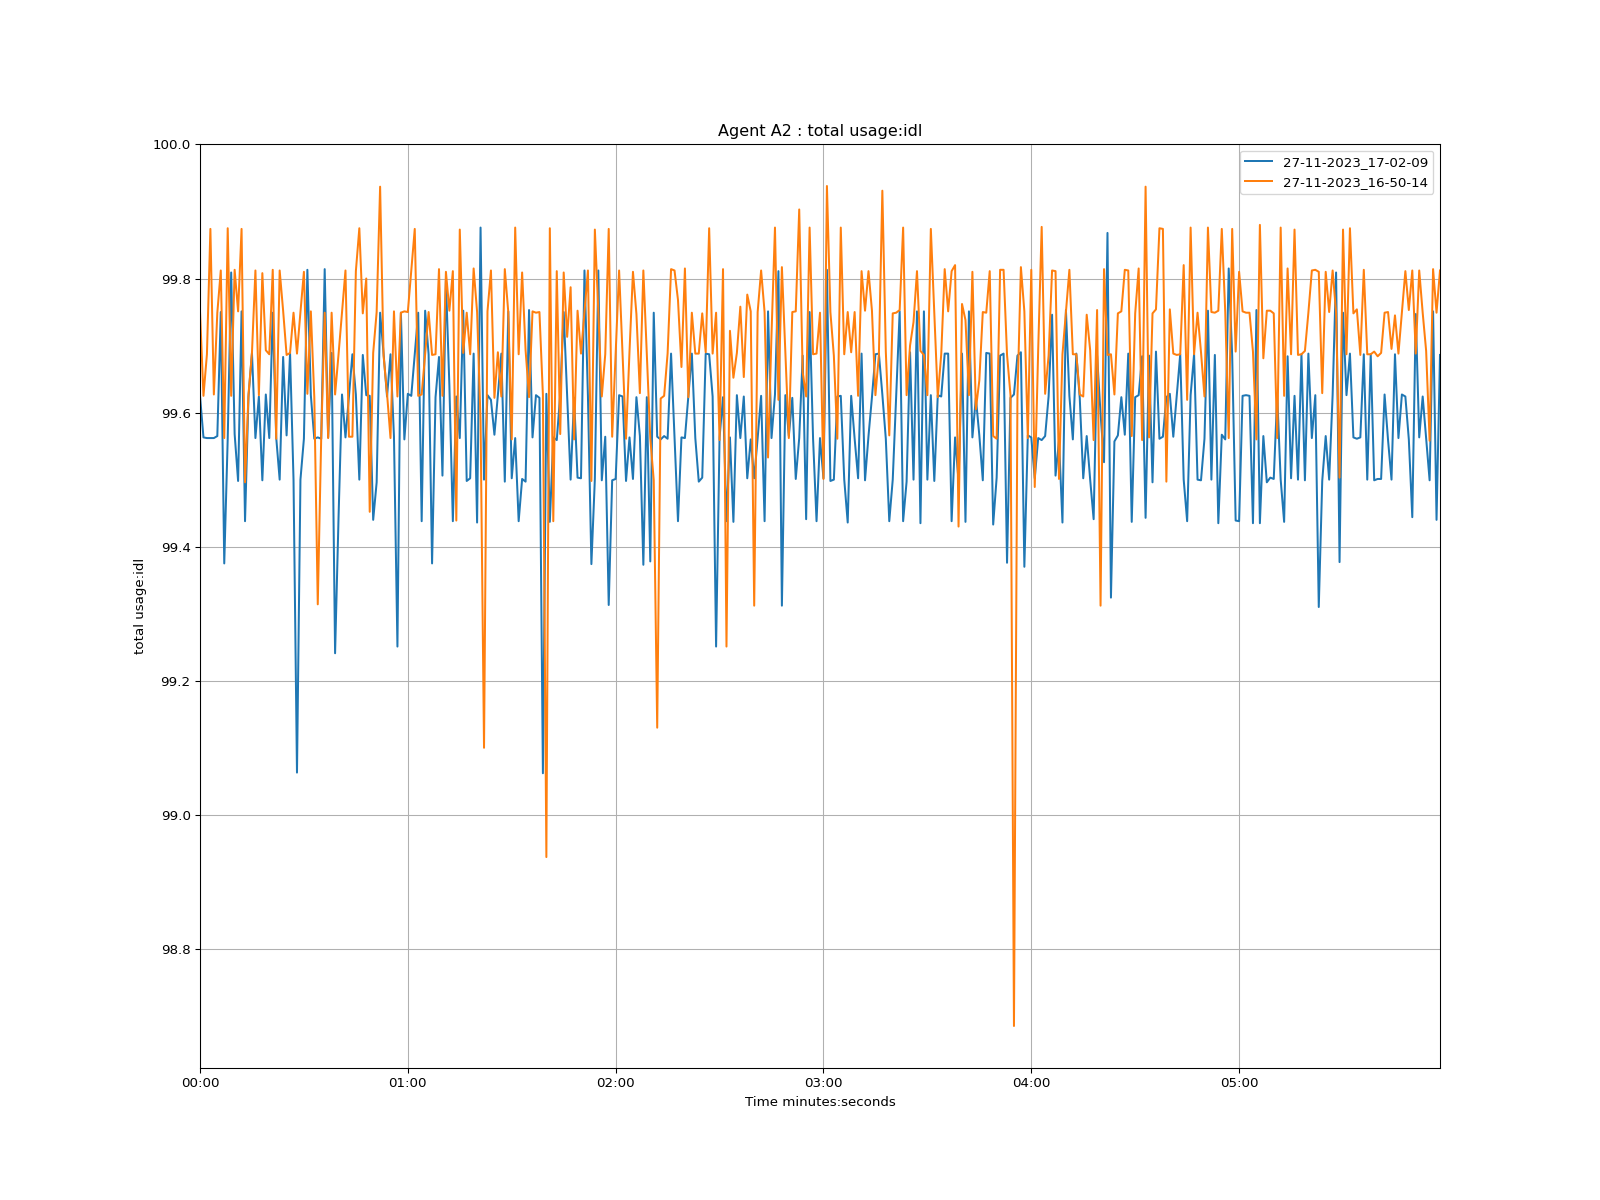 Agent A2 : total usage:idl
100.0
27-11-2023_17-02-09
27-11-2023_16-50-14
99.8
99.6
99.4
total usage:idl
99.2
99.0
98.8
00:00 01:00 02:00 03:00 04:00 05:00
Time minutes:seconds